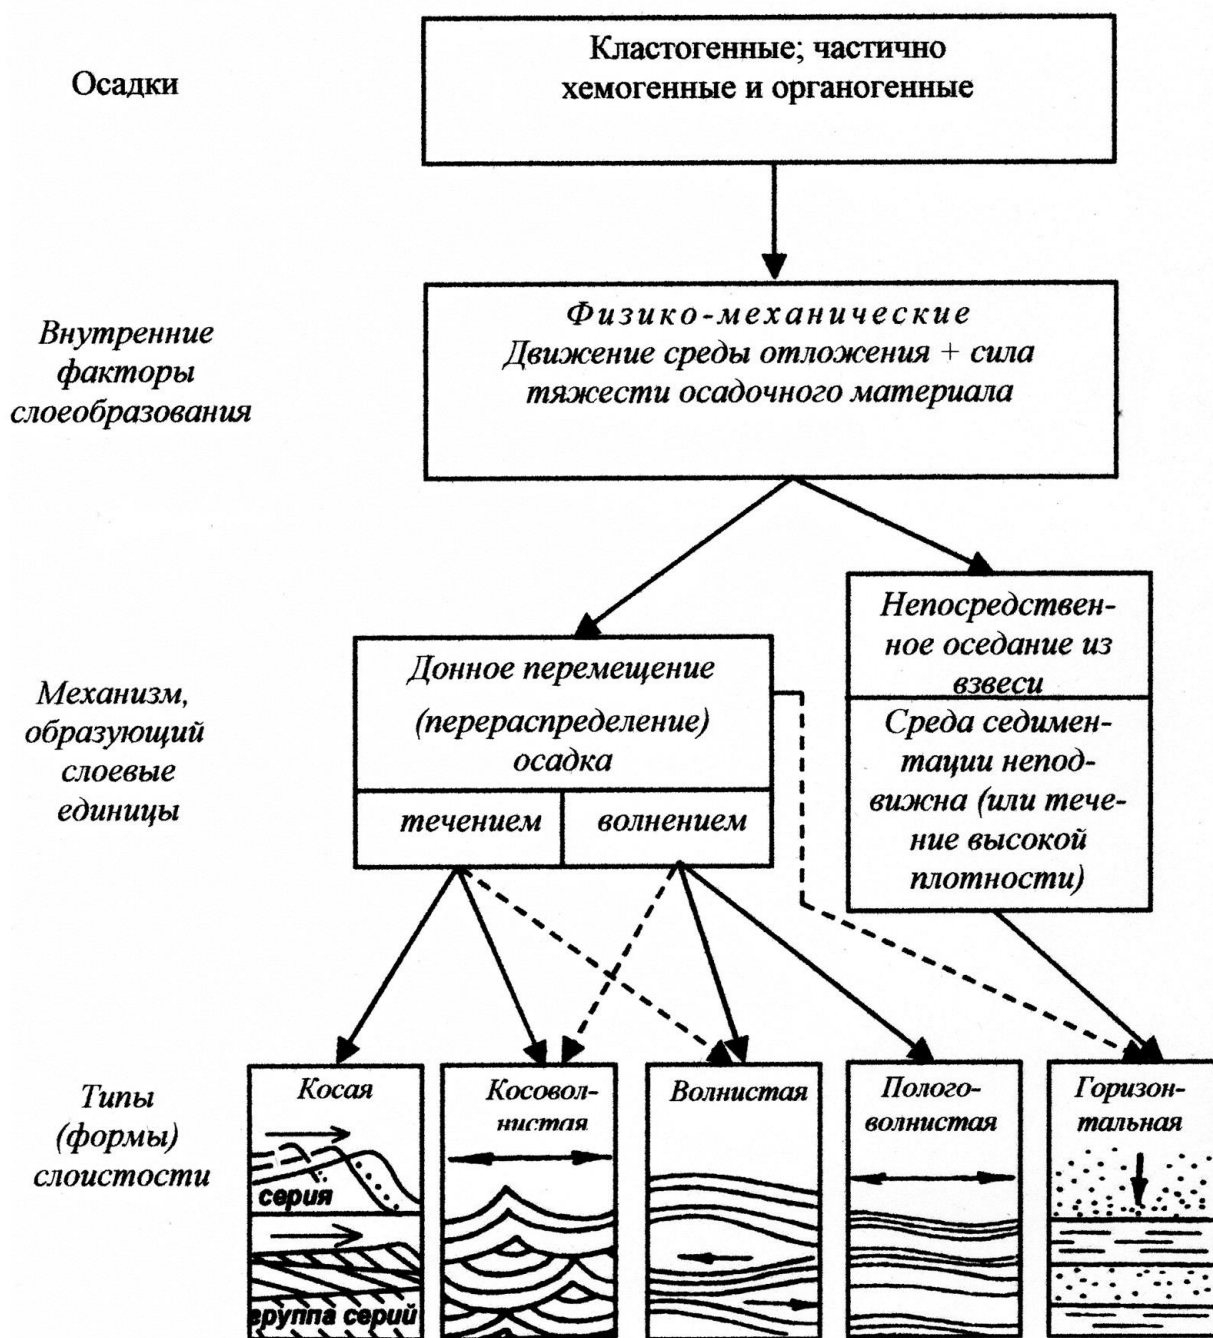 Осадки
Кластогенные; частично
хемогенные и органогенные
Внутренние
факторы
слоеобразования
Физико-механические
Движение среды отложения + сила
тяжести осадочного материала
Механизм,
образующий
слоевые
единицы
Донное перемещение
(перераспределение)
осадка
течением
волнением
Непосредствен-
ное оседание из
взвеси
Среда седимен-
тации непод-
вижна (или тече-
ние высокой
плотности)
Типы
(формы)
слоистости
Косая
серия
группа серий
Косовол-
нистая
Волнистая
Полого-
волнистая
Горизон-
тальная